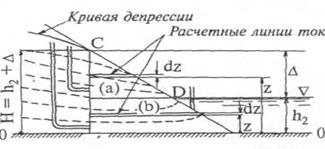 Кривая депрессии
C Расчетные линии ток
dz
H = h₂ + Δ
(a)
Δ
z
D
∇
(b)
dz
h₂
z
0
0